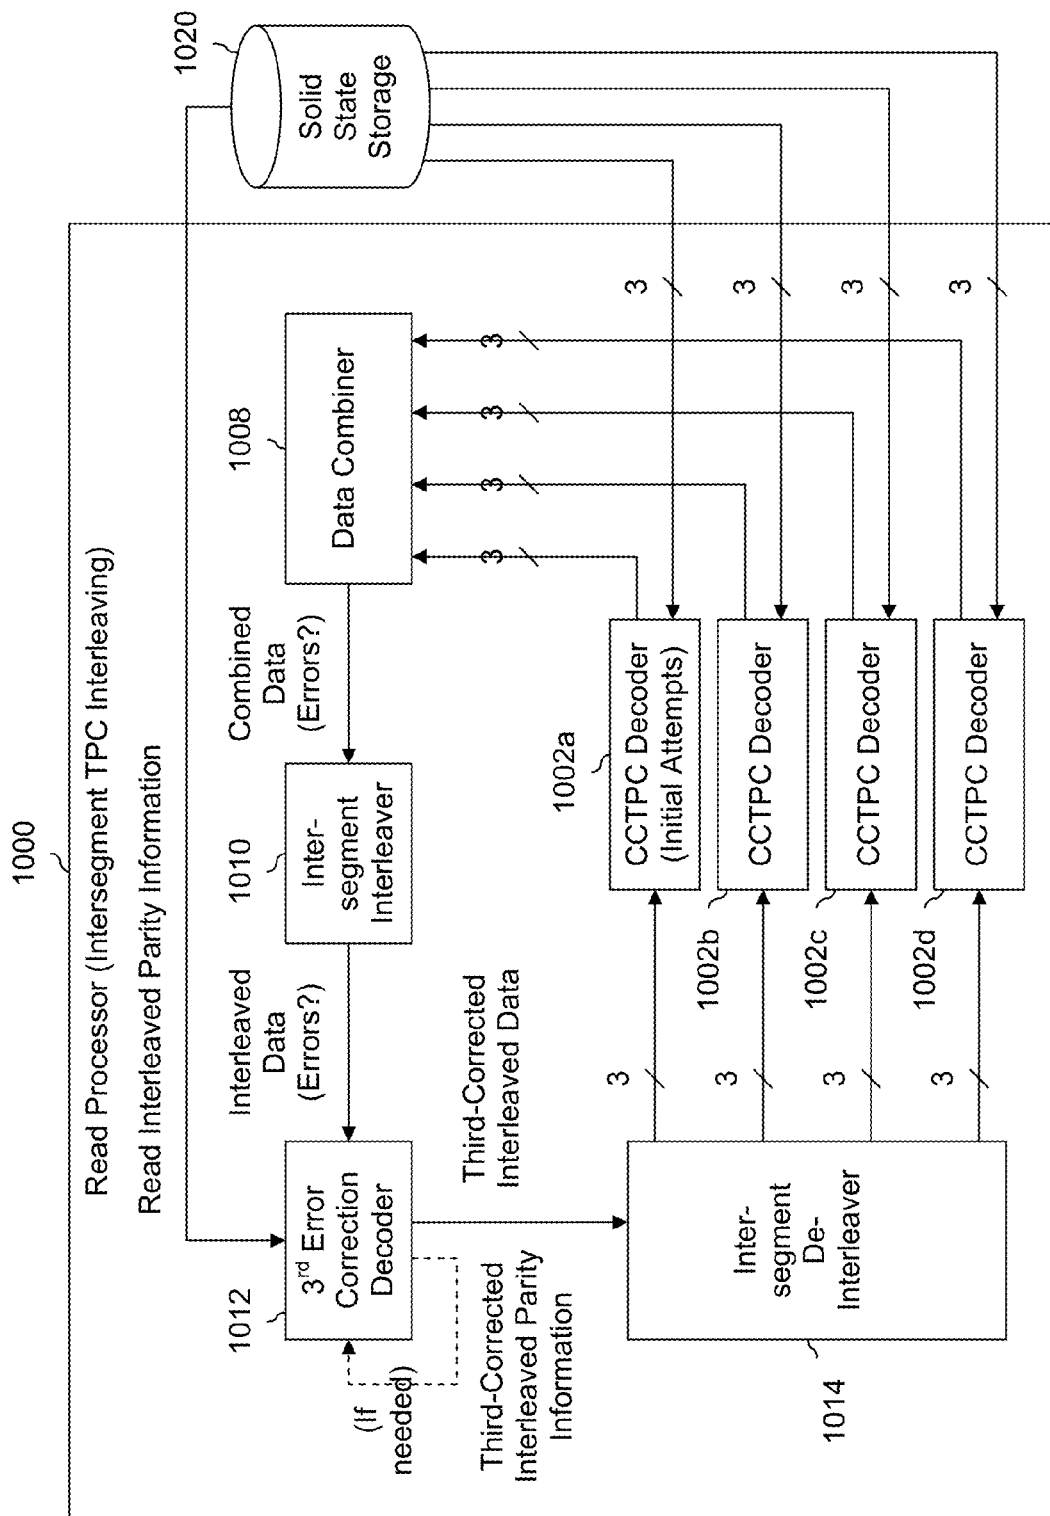 1000
Read Processor (Intersegment TPC Interleaving)
Read Interleaved Parity Information
1020
Solid
State
Storage
1012
3rd Error
Correction
Decoder
(If
needed)
Interleaved
Data
(Errors?)
1010
Inter-
segment
Interleaver
Combined
Data
(Errors?)
1008
Data Combiner
3
3
3
3
3
3
3
3
Third-Corrected
Interleaved Parity
Information
Third-Corrected
Interleaved Data
1014
Inter-
segment
De-
Interleaver
3
3
3
3
1002a
CCTPC Decoder
(Initial Attempts)
1002b
CCTPC Decoder
1002c
CCTPC Decoder
1002d
CCTPC Decoder